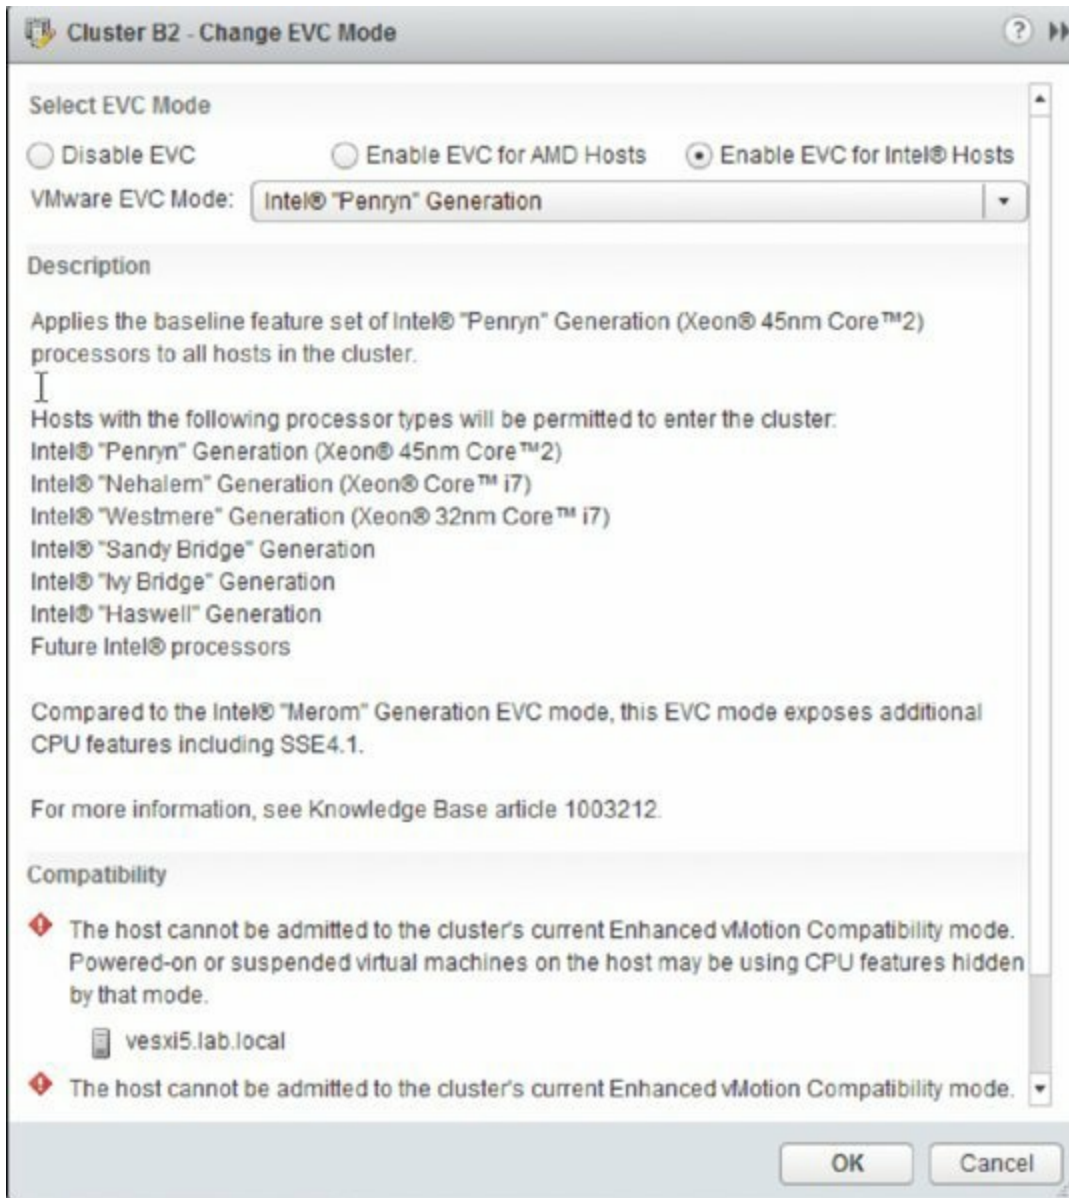 Cluster B2 - Change EVC Mode
?
Select EVC Mode
Disable EVC Enable EVC for AMD Hosts Enable EVC for Intel® Hosts
VMware EVC Mode: Intel® "Penryn" Generation
Description
Applies the baseline feature set of Intel® "Penryn" Generation (Xeon® 45nm Core™2)
processors to all hosts in the cluster.
Hosts with the following processor types will be permitted to enter the cluster:
Intel® "Penryn" Generation (Xeon® 45nm Core™2)
Intel® "Nehalem" Generation (Xeon® Core™ i7)
Intel® "Westmere" Generation (Xeon® 32nm Core™ i7)
Intel® "Sandy Bridge" Generation
Intel® "Ivy Bridge" Generation
Intel® "Haswell" Generation
Future Intel® processors
Compared to the Intel® "Merom" Generation EVC mode, this EVC mode exposes additional
CPU features including SSE4.1.
For more information, see Knowledge Base article 1003212.
Compatibility
The host cannot be admitted to the cluster's current Enhanced vMotion Compatibility mode.
Powered-on or suspended virtual machines on the host may be using CPU features hidden
by that mode.
vesxi5.lab.local
The host cannot be admitted to the cluster's current Enhanced vMotion Compatibility mode.
OK Cancel